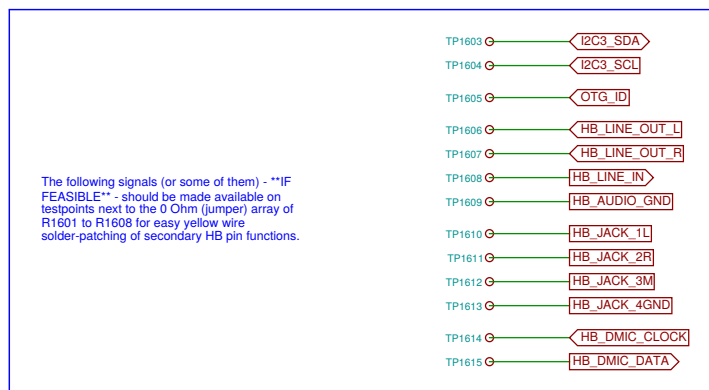 TP1603 I2C3_SDA
TP1604 I2C3_SCL
TP1605 OTG_ID
TP1606 HB_LINE_OUT_L
TP1607 HB_LINE_OUT_R
TP1608 HB_LINE_IN
TP1609 HB_AUDIO_GND
TP1610 HB_JACK_1L
TP1611 HB_JACK_2R
TP1612 HB_JACK_3M
TP1613 HB_JACK_4GND
TP1614 HB_DMIC_CLOCK
TP1615 HB_DMIC_DATA
The following signals (or some of them) - **IF
FEASIBLE** - should be made available on
testpoints next to the 0 Ohm (jumper) array of
R1601 to R1608 for easy yellow wire
solder-patching of secondary HB pin functions.